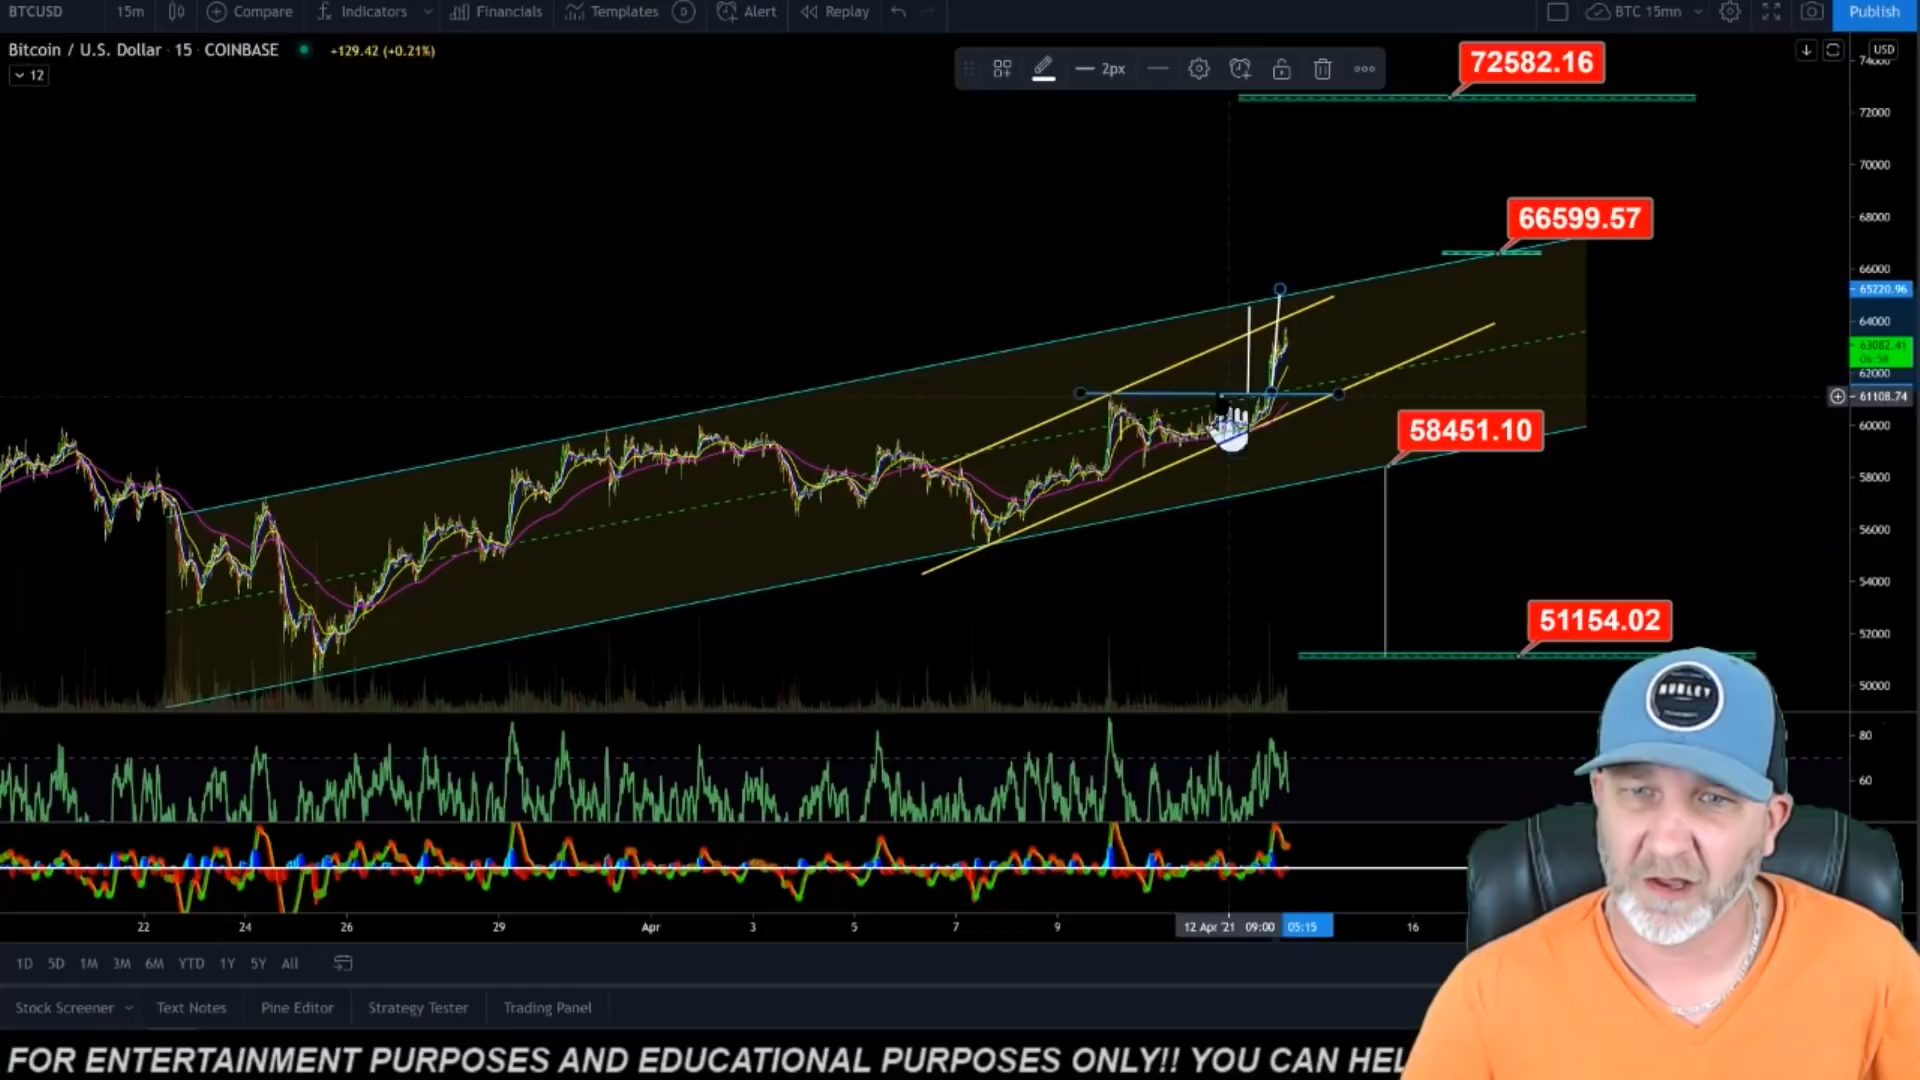 BTCUSD 15m Compare Indicators Financials Templates Alert Replay BTC 15mn Publish
Bitcoin / U.S. Dollar · 15 · COINBASE +129.42 (+0.21%)
12
2px
USD
74000
72582.16
72000
70000
66599.57
68000
66000
65220.96
64000
63082.41
06:58
62000
61108.74
60000
58451.10
58000
56000
54000
51154.02
52000
50000
HURLEY
80
60
22 24 26 29 Apr 3 5 7 9 12 Apr '21 09:00 05:15 16
1D 5D 1M 3M 6M YTD 1Y 5Y All
Stock Screener Text Notes Pine Editor Strategy Tester Trading Panel
FOR ENTERTAINMENT PURPOSES AND EDUCATIONAL PURPOSES ONLY!! YOU CAN HEL